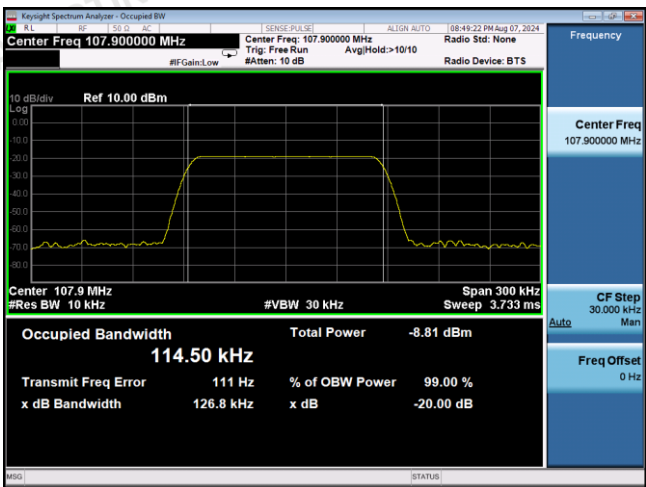 Keysight Spectrum Analyzer - Occupied BW
RL RF 50 Ω AC SENSE:PULSE ALIGN AUTO 08:49:22 PM Aug 07, 2024
Center Freq 107.900000 MHz
Center Freq: 107.900000 MHz
Radio Std: None
Trig: Free Run Avg|Hold:>10/10
#IFGain:Low #Atten: 10 dB Radio Device: BTS
10 dB/div Ref 10.00 dBm
Log
0.00
-10.0
-20.0
-30.0
-40.0
-50.0
-60.0
-70.0
-80.0
Center 107.9 MHz Span 300 kHz
#Res BW 10 kHz #VBW 30 kHz Sweep 3.733 ms
Occupied Bandwidth Total Power -8.81 dBm
114.50 kHz
Transmit Freq Error 111 Hz % of OBW Power 99.00 %
x dB Bandwidth 126.8 kHz x dB -20.00 dB
MSG STATUS
Frequency
Center Freq
107.900000 MHz
CF Step
30.000 kHz
Auto Man
Freq Offset
0 Hz